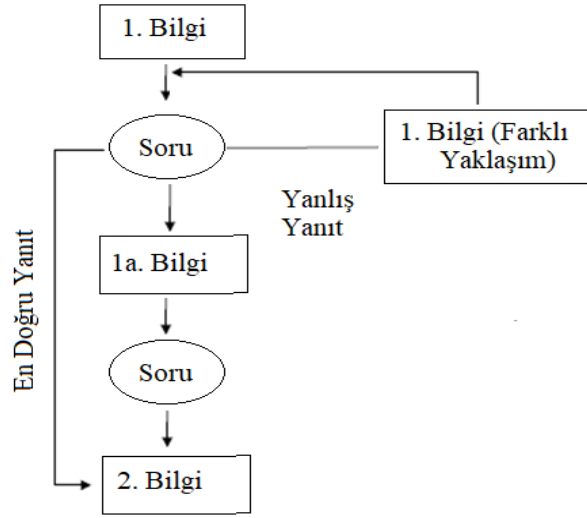 1. Bilgi
Soru
1. Bilgi (Farklı
Yaklaşım)
Yanlış
Yanıt
1a. Bilgi
En Doğru Yanıt
Soru
2. Bilgi